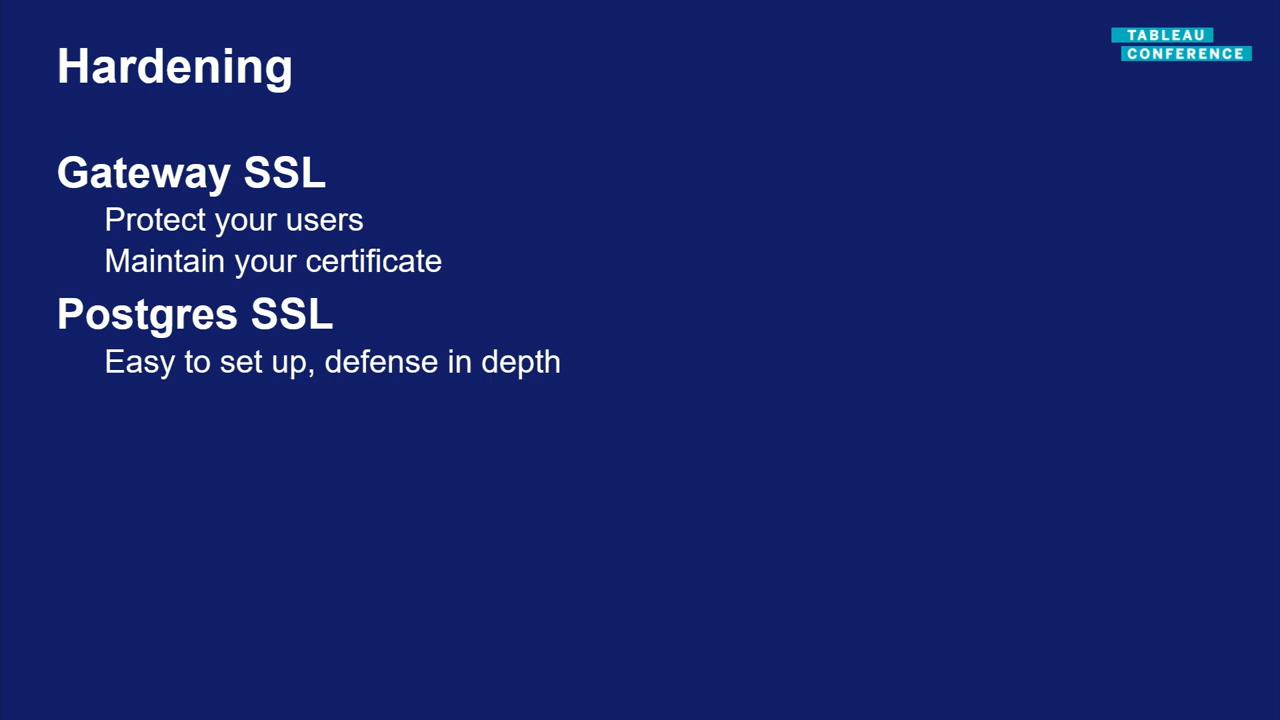 Hardening
TABLEAU
CONFERENCE
Gateway SSL
Protect your users
Maintain your certificate
Postgres SSL
Easy to set up, defense in depth